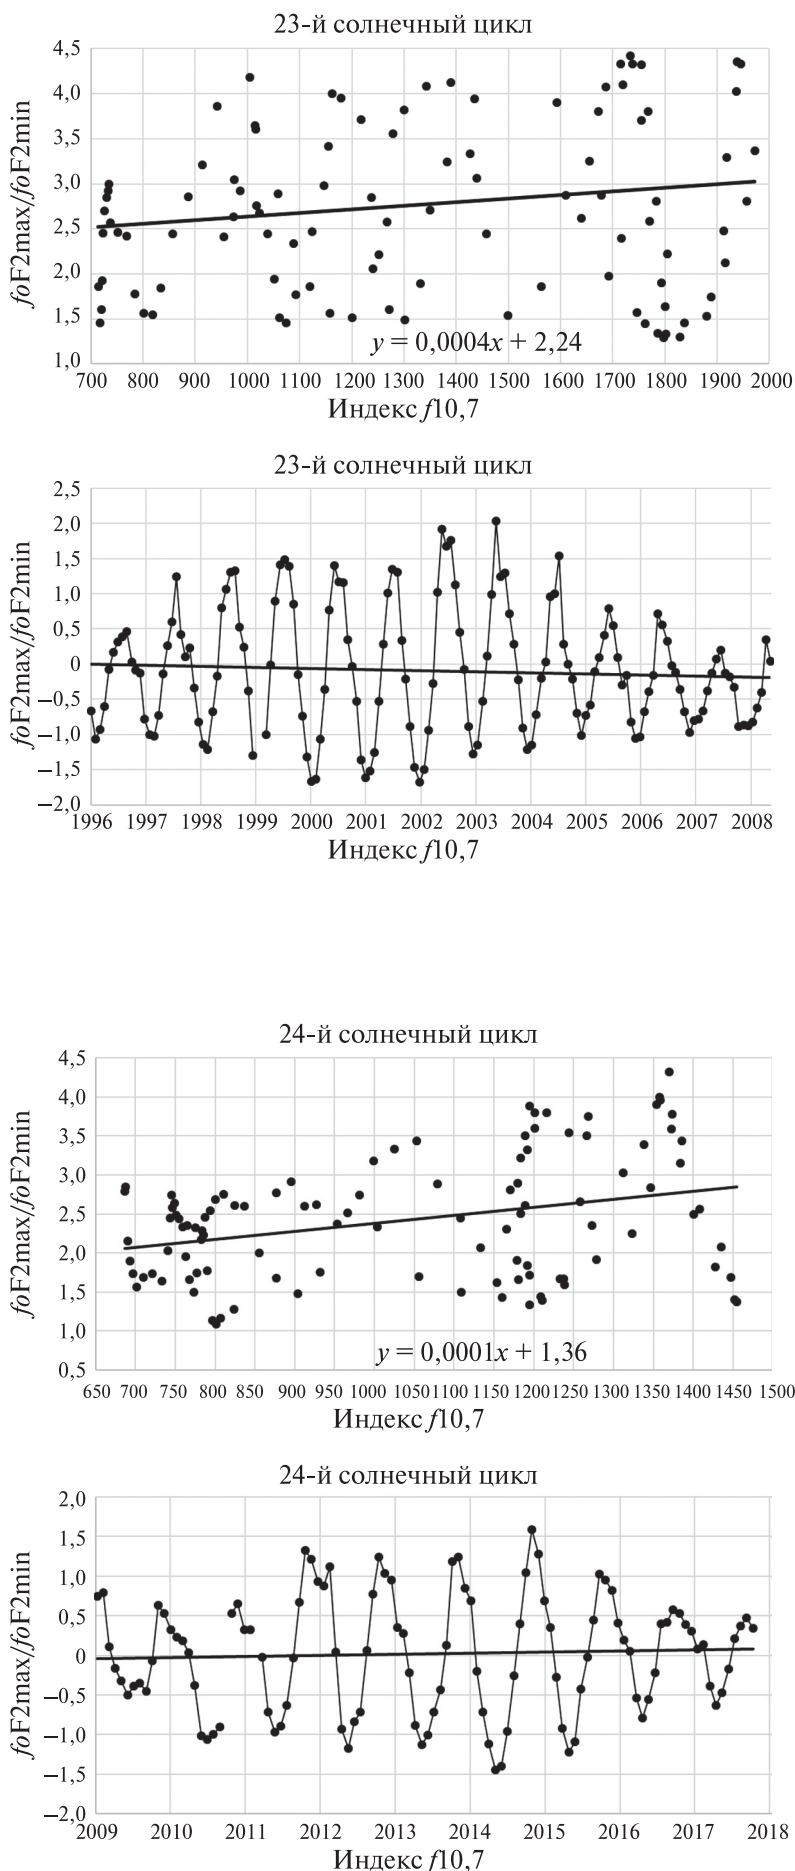 23-й солнечный цикл
foF2max/foF2min
4,5
4,0
3,5
3,0
2,5
2,0
1,5
1,0
y = 0,0004x + 2,24
700 800 900 1000 1100 1200 1300 1400 1500 1600 1700 1800 1900 2000
Индекс f10,7
23-й солнечный цикл
foF2max/foF2min
2,5
2,0
1,5
1,0
0,5
0
−0,5
−1,0
−1,5
−2,0
1996 1997 1998 1999 2000 2001 2002 2003 2004 2005 2006 2007 2008
Индекс f10,7
24-й солнечный цикл
foF2max/foF2min
4,5
4,0
3,5
3,0
2,5
2,0
1,5
1,0
0,5
y = 0,0001x + 1,36
650 700 750 800 850 900 950 1000 1050 1100 1150 1200 1250 1300 1350 1400 1450 1500
Индекс f10,7
24-й солнечный цикл
foF2max/foF2min
2,0
1,5
1,0
0,5
0
−0,5
−1,0
−1,5
−2,0
2009 2010 2011 2012 2013 2014 2015 2016 2017 2018
Индекс f10,7